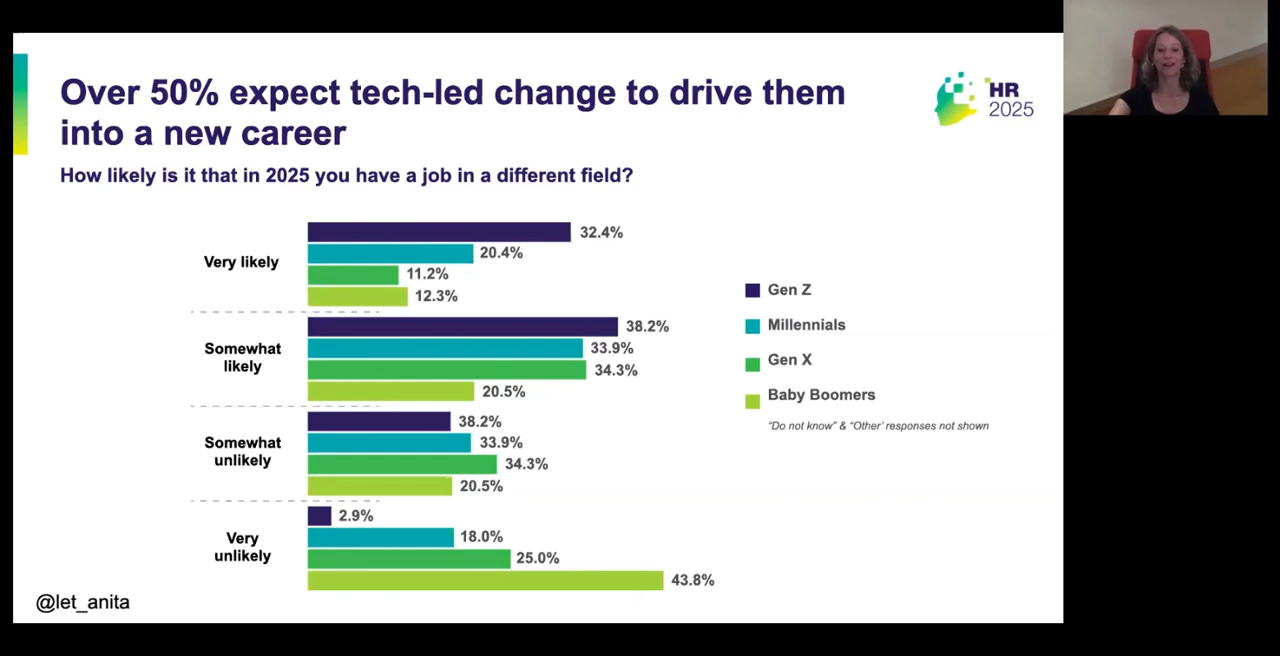 Over 50% expect tech-led change to drive them
into a new career
HR
2025
How likely is it that in 2025 you have a job in a different field?
Very likely
32.4%
20.4%
11.2%
12.3%
Somewhat
likely
38.2%
33.9%
34.3%
20.5%
Somewhat
unlikely
38.2%
33.9%
34.3%
20.5%
Very
unlikely
2.9%
18.0%
25.0%
43.8%
Gen Z
Millennials
Gen X
Baby Boomers
"Do not know" & "Other' responses not shown
@let_anita